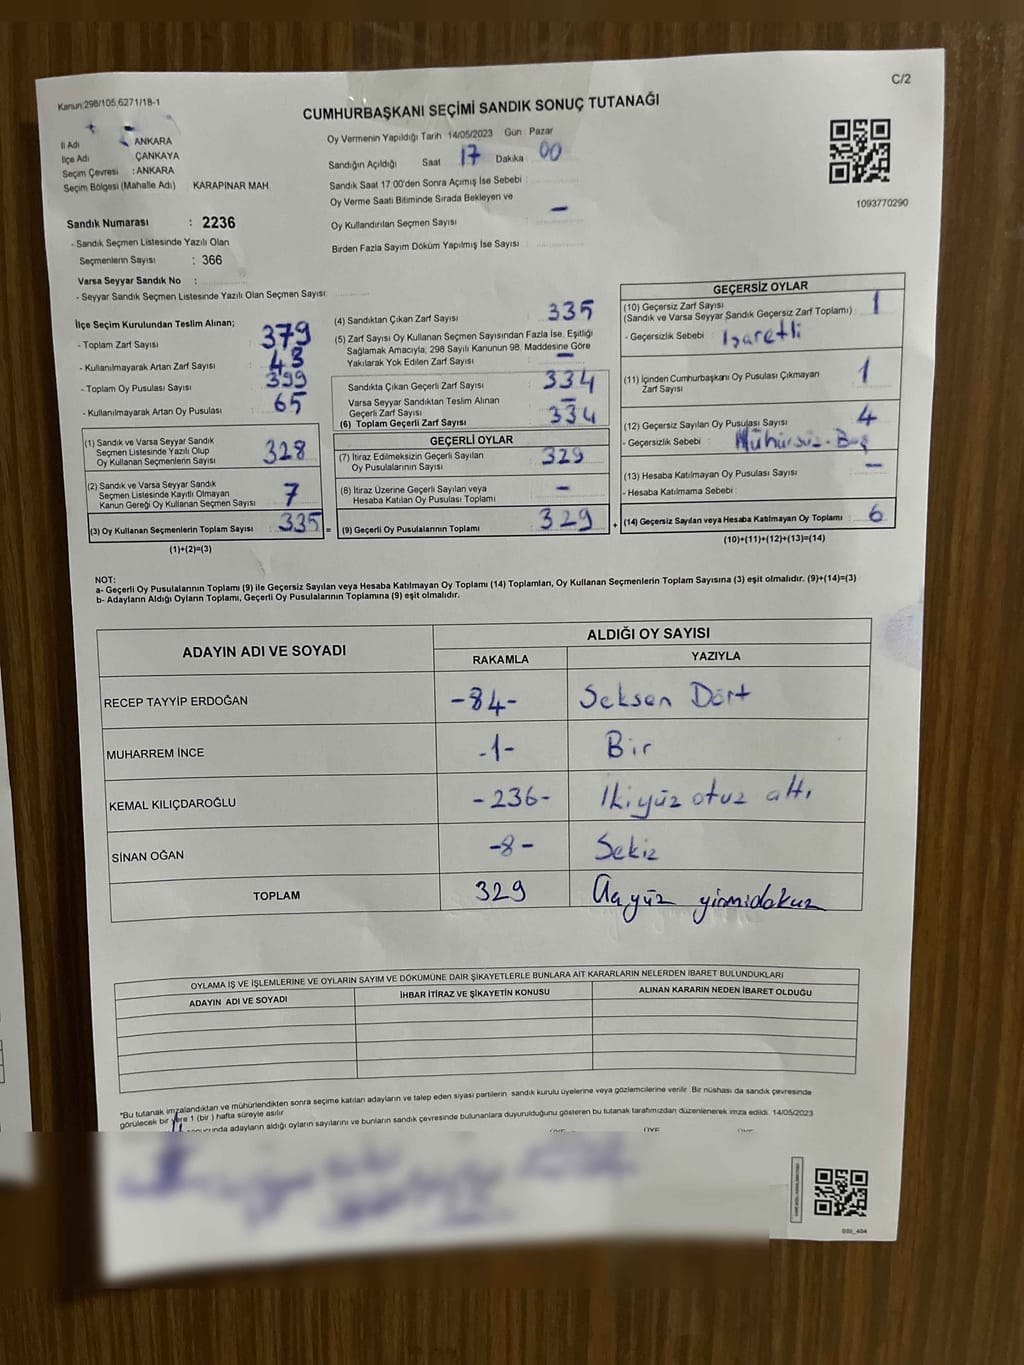 C/2
Kanun:298/105,6271/18-1
CUMHURBAŞKANI SEÇİMİ SANDIK SONUÇ TUTANAĞI
İl Adı : ANKARA
İlçe Adı ÇANKAYA
Seçim Çevresi : ANKARA
Seçim Bölgesi (Mahalle Adı) KARAPINAR MAH
Sandık Numarası : 2236
- Sandık Seçmen Listesinde Yazılı Olan
Seçmenlerin Sayısı : 366
Varsa Seyyar Sandık No :
- Seyyar Sandık Seçmen Listesinde Yazılı Olan Seçmen Sayısı:
Oy Vermenin Yapıldığı Tarih 14/05/2023 Gün Pazar
Sandığın Açıldığı Saat 17 Dakika 00
Sandık Saat 17.00'den Sonra Açımış İse Sebebi :
Oy Verme Saati Bitiminde Sırada Bekleyen ve
Oy Kullandırılan Seçmen Sayısı : -
Birden Fazla Sayım Döküm Yapılmış İse Sayısı :
1093770290
İlçe Seçim Kurulundan Teslim Alınan;
- Toplam Zarf Sayısı : 379
- Kullanılmayarak Artan Zarf Sayısı : 43
- Toplam Oy Pusulası Sayısı : 399
- Kullanılmayarak Artan Oy Pusulası : 65
(1) Sandık ve Varsa Seyyar Sandık
Seçmen Listesinde Yazılı Olup
Oy Kullanan Seçmenlerin Sayısı : 328
(2) Sandık ve Varsa Seyyar Sandık
Seçmen Listesinde Kayıtlı Olmayan
Kanun Gereği Oy Kullanan Seçmen Sayısı : 7
(3) Oy Kullanan Seçmenlerin Toplam Sayısı : 335 =
(1)+(2)=(3)
(4) Sandıktan Çıkan Zarf Sayısı : 335
(5) Zarf Sayısı Oy Kullanan Seçmen Sayısından Fazla İse, Eşitliği
Sağlamak Amacıyla, 298 Sayılı Kanunun 98. Maddesine Göre
Yakılarak Yok Edilen Zarf Sayısı : -
Sandıkta Çıkan Geçerli Zarf Sayısı : 334
Varsa Seyyar Sandıktan Teslim Alınan
Geçerli Zarf Sayısı : -
(6) Toplam Geçerli Zarf Sayısı : 334
GEÇERLİ OYLAR
(7) İtiraz Edilmeksizin Geçerli Sayılan
Oy Pusulalarının Sayısı : 329
(8) İtiraz Üzerine Geçerli Sayılan veya
Hesaba Katılan Oy Pusulası Toplamı : -
(9) Geçerli Oy Pusulalarının Toplamı : 329 +
GEÇERSİZ OYLAR
(10) Geçersiz Zarf Sayısı
(Sandık ve Varsa Seyyar Sandık Geçersiz Zarf Toplamı) : 1
- Geçersizlik Sebebi : İşaretli
(11) İçinden Cumhurbaşkanı Oy Pusulası Çıkmayan
Zarf Sayısı : 1
(12) Geçersiz Sayılan Oy Pusulası Sayısı : 4
- Geçersizlik Sebebi : Mühürsüz-Boş
(13) Hesaba Katılmayan Oy Pusulası Sayısı : -
- Hesaba Katılmama Sebebi :
(14) Geçersiz Sayılan veya Hesaba Katılmayan Oy Toplamı : 6
(10)+(11)+(12)+(13)=(14)
NOT:
a- Geçerli Oy Pusulalarının Toplamı (9) ile Geçersiz Sayılan veya Hesaba Katılmayan Oy Toplamı (14) Toplamları, Oy Kullanan Seçmenlerin Toplam Sayısına (3) eşit olmalıdır. (9)+(14)=(3)
b- Adayların Aldığı Oyların Toplamı, Geçerli Oy Pusulalarının Toplamına (9) eşit olmalıdır.
ADAYIN ADI VE SOYADI ALDIĞI OY SAYISI
RAKAMLA YAZIYLA
RECEP TAYYİP ERDOĞAN -84- Seksen Dört
MUHARREM İNCE -1- Bir
KEMAL KILIÇDAROĞLU -236- İkiyüz otuz altı
SİNAN OĞAN -8- Sekiz
TOPLAM 329 Üçyüz yirmidokuz
OYLAMA İŞ VE İŞLEMLERİNE VE OYLARIN SAYIM VE DÖKÜMÜNE DAİR ŞİKAYETLERLE BUNLARA AİT KARARLARIN NELERDEN İBARET BULUNDUKLARI
ADAYIN ADI VE SOYADI İHBAR İTİRAZ VE ŞİKAYETİN KONUSU ALINAN KARARIN NEDEN İBARET OLDUĞU
*Bu tutanak imzalandıktan ve mühürlendikten sonra seçime katılan adayların ve talep eden siyasi partilerin sandık kurulu üyelerine veya gözlemcilerine verilir. Bir nüshası da sandık çevresinde
görülecek bir yere 1 (bir ) hafta süreyle asılır
adayların aldığı oyların sayılarını ve bunların sandık çevresinde bulunanlara duyurulduğunu gösteren bu tutanak tarafımızdan düzenlenerek imza edildi. 14/05/2023
ÜYE ÜYE ÜYE